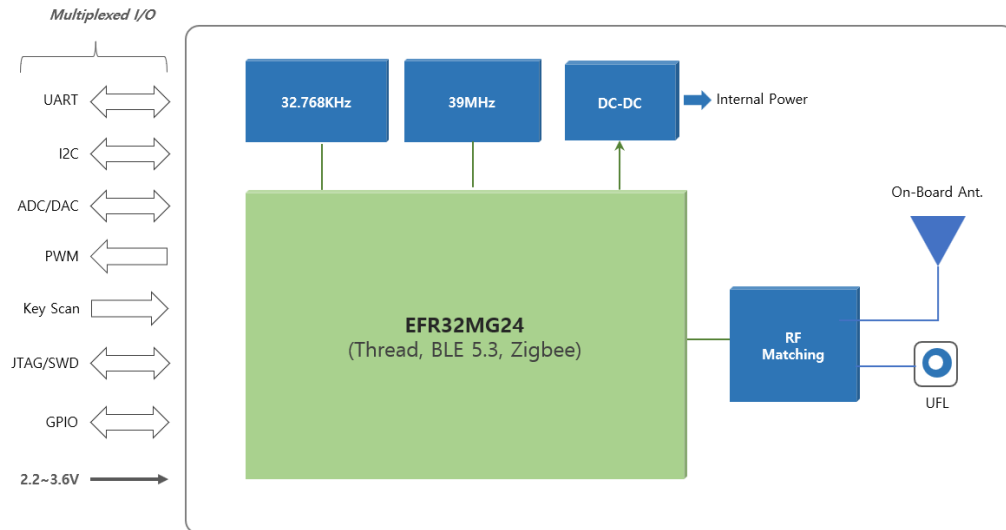 Multiplexed I/O
UART
I2C
ADC/DAC
PWM
Key Scan
JTAG/SWD
GPIO
2.2~3.6V
32.768KHz
39MHz
DC-DC
Internal Power
EFR32MG24
(Thread, BLE 5.3, Zigbee)
RF
Matching
On-Board Ant.
UFL